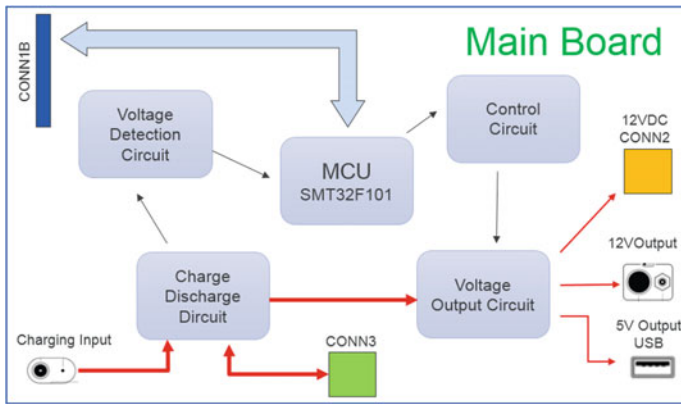 Main Board
CONN1B
Voltage
Detection
Circuit
MCU
SMT32F101
Control
Circuit
12VDC
CONN2
Charge
Discharge
Dircuit
Voltage
Output Circuit
12VOutput
Charging Input
CONN3
5V Output
USB